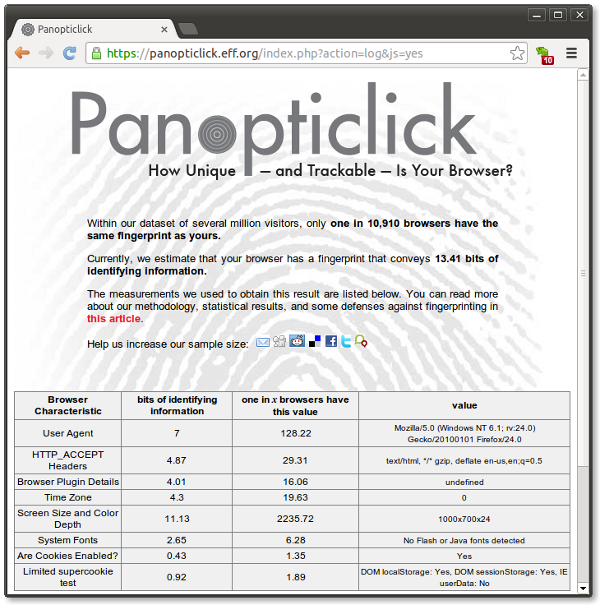 Panopticlick
https://panopticlick.eff.org/index.php?action=log&js=yes
10
Panopticlick
How Unique — and Trackable — Is Your Browser?
Within our dataset of several million visitors, only one in 10,910 browsers have the
same fingerprint as yours.
Currently, we estimate that your browser has a fingerprint that conveys 13.41 bits of
identifying information.
The measurements we used to obtain this result are listed below. You can read more
about our methodology, statistical results, and some defenses against fingerprinting in
this article.
Help us increase our sample size:
Browser Characteristic bits of identifying information one in x browsers have this value value
User Agent 7 128.22 Mozilla/5.0 (Windows NT 6.1; rv:24.0) Gecko/20100101 Firefox/24.0
HTTP_ACCEPT Headers 4.87 29.31 text/html, */* gzip, deflate en-us,en;q=0.5
Browser Plugin Details 4.01 16.06 undefined
Time Zone 4.3 19.63 0
Screen Size and Color Depth 11.13 2235.72 1000x700x24
System Fonts 2.65 6.28 No Flash or Java fonts detected
Are Cookies Enabled? 0.43 1.35 Yes
Limited supercookie test 0.92 1.89 DOM localStorage: Yes, DOM sessionStorage: Yes, IE userData: No